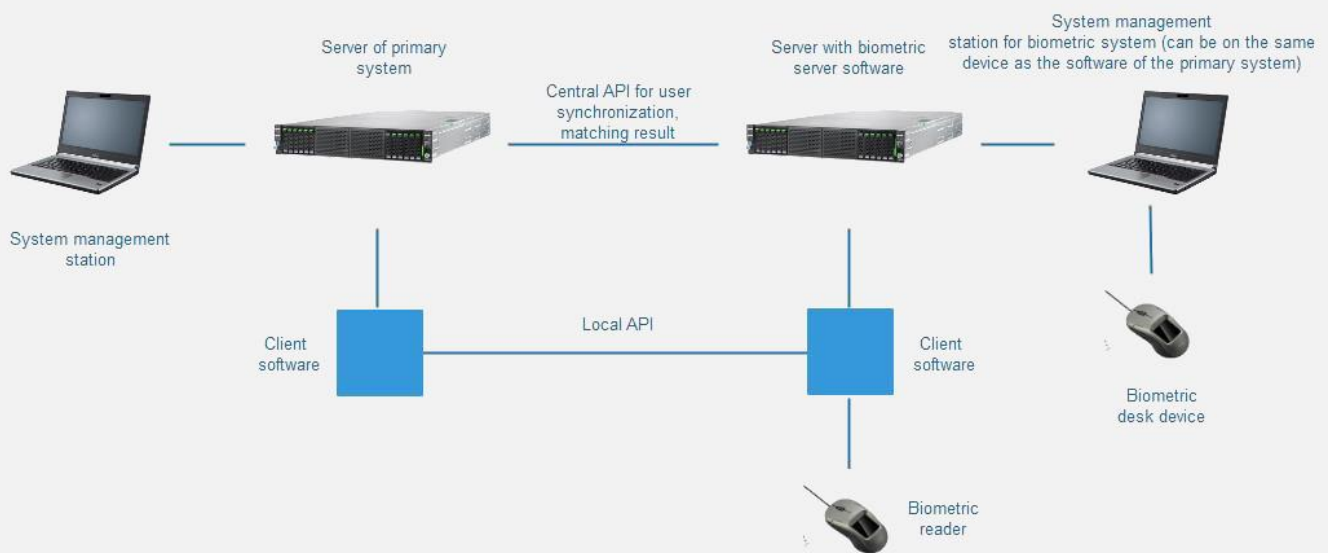 System management
station for biometric system (can be on the same
device as the software of the primary system)
Server of primary
system
Server with biometric
server software
Central API for user
synchronization,
matching result
System management
station
Client
software
Local API
Client
software
Biometric
desk device
Biometric
reader